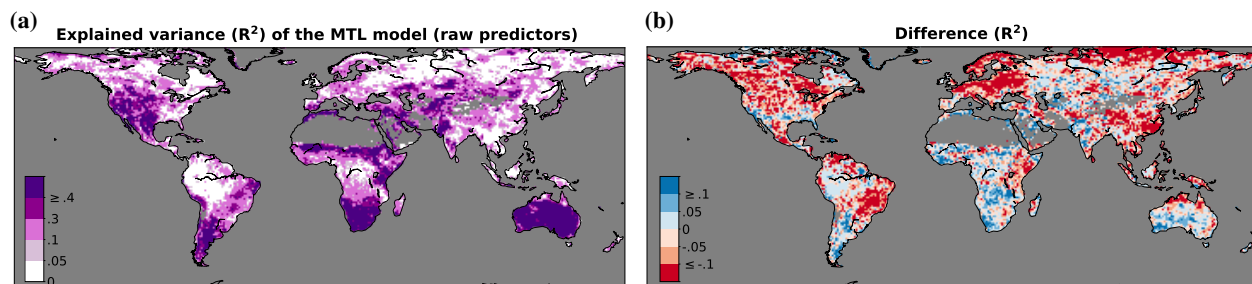 (a)
Explained variance (R²) of the MTL model (raw predictors)
≥ .4
.3
.1
.05
0
(b)
Difference (R²)
≥ .1
.05
0
-.05
≤ -.1